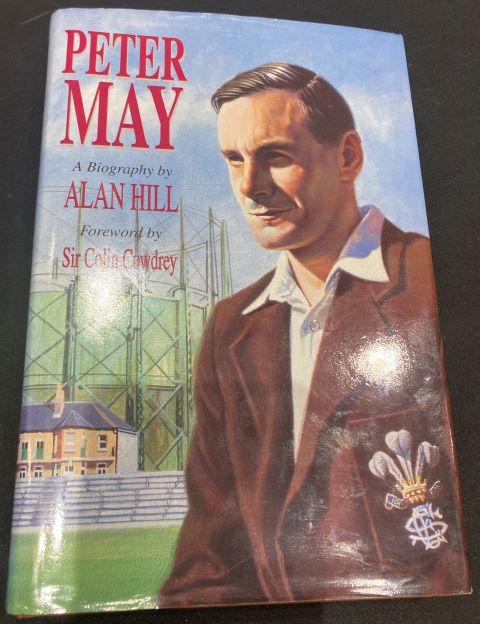 PETER
MAY
A Biography by
ALAN HILL
Foreword by
Sir Colin Cowdrey